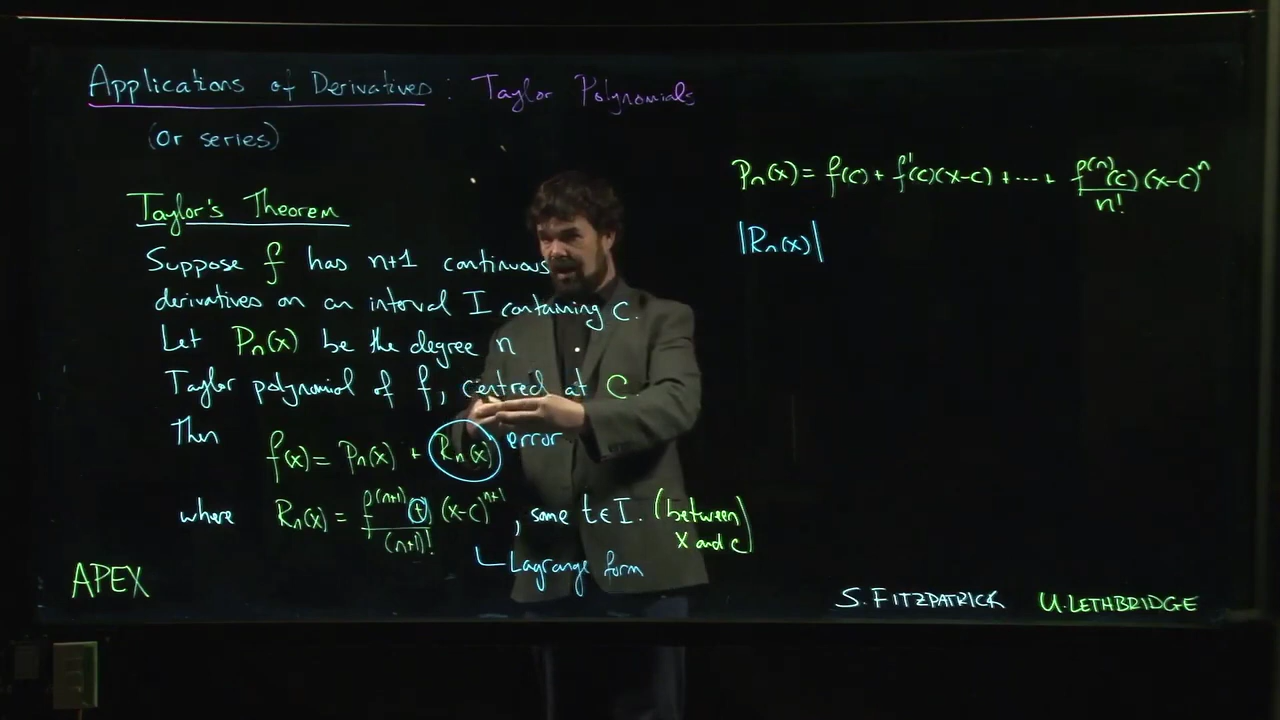 Applications of Derivatives: Taylor Polynomials
(Or series)
Taylor's Theorem
Suppose f has n+1 continuous
derivatives on an interval I containing c.
Let Pn(x) be the degree n
Taylor polynomial of f, centred at c.
Then
f(x) = Pn(x) + Rn(x) error
where Rn(x) = f^(n+1)(t)/(n+1)! (x-c)^(n+1), some t ∈ I. (between
x and c)
Lagrange form
APEX
Pn(x) = f(c) + f'(c)(x-c) + ... + f^(n)(c)/n! (x-c)^n
|Rn(x)|
S. FITZPATRICK U. LETHBRIDGE